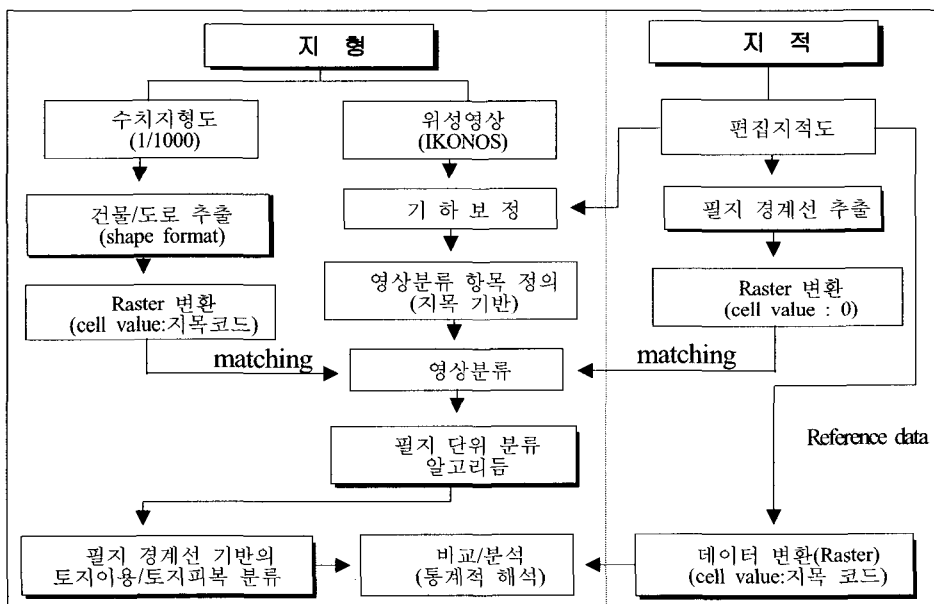 지 형
지 적
수치지형도
(1/1000)
위성영상
(IKONOS)
편집지적도
건물/도로 추출
(shape format)
기 하 보 정
필지 경계선 추출
Raster 변환
(cell value:지목코드)
영상분류 항목 정의
(지목 기반)
Raster 변환
(cell value : 0)
matching
영상분류
matching
필지 단위 분류
알고리듬
Reference data
필지 경계선 기반의
토지이용/토지피복 분류
비교/분석
(통계적 해석)
데이터 변환(Raster)
(cell value:지목 코드)